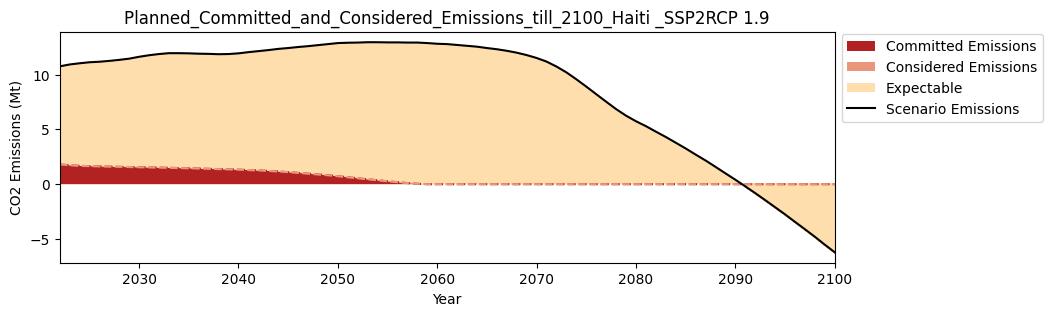 Planned_Committed_and_Considered_Emissions_till_2100_Haiti _SSP2RCP 1.9
Committed Emissions
Considered Emissions
Expectable
Scenario Emissions
CO2 Emissions (Mt)
10
5
0
−5
2030 2040 2050 2060 2070 2080 2090 2100
Year